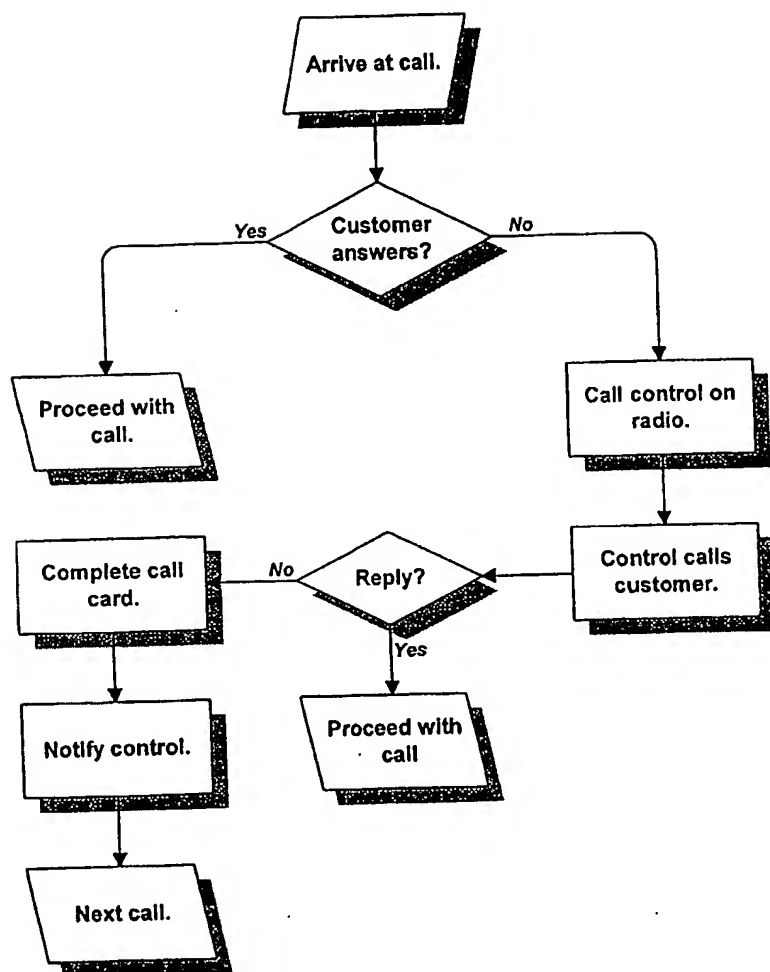 Arrive at call.
Customer
answers?
Yes
No
Proceed with
call.
Call control on
radio.
Control calls
customer.
Reply?
No
Yes
Complete call
card.
Proceed with
call
Notify control.
Next call.